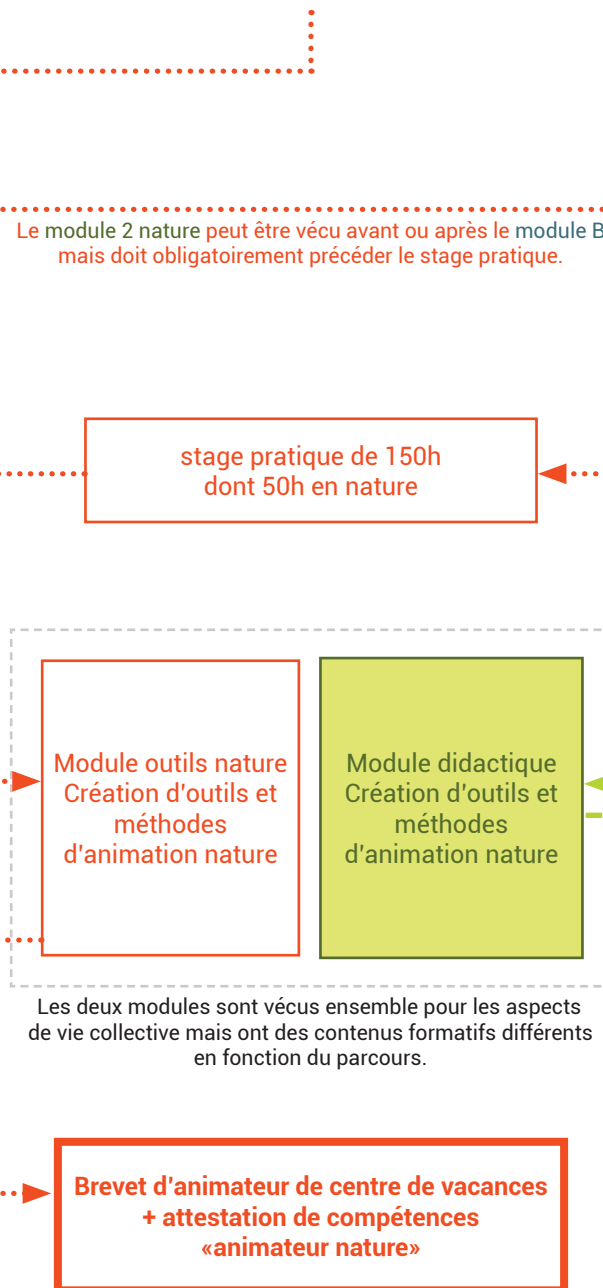 Le module 2 nature peut être vécu avant ou après le module B
mais doit obligatoirement précéder le stage pratique.
stage pratique de 150h
dont 50h en nature
Module outils nature
Création d'outils et
méthodes
d'animation nature
Module didactique
Création d'outils et
méthodes
d'animation nature
Les deux modules sont vécus ensemble pour les aspects
de vie collective mais ont des contenus formatifs différents
en fonction du parcours.
Brevet d'animateur de centre de vacances
+ attestation de compétences
«animateur nature»